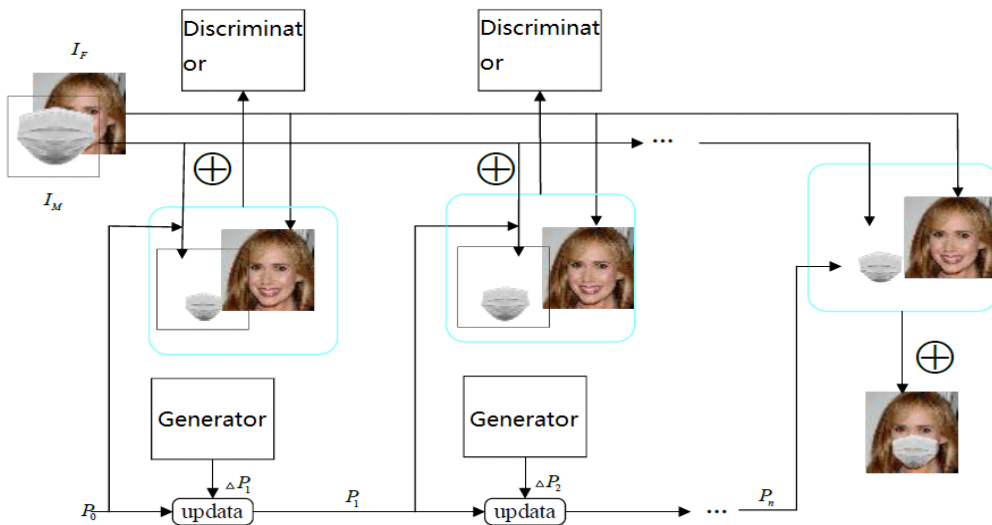 Discriminat
or
Discriminat
or
I_F
...
I_M
Generator
Generator
△P_1
△P_2
P_0
updata
P_1
updata
...
P_n